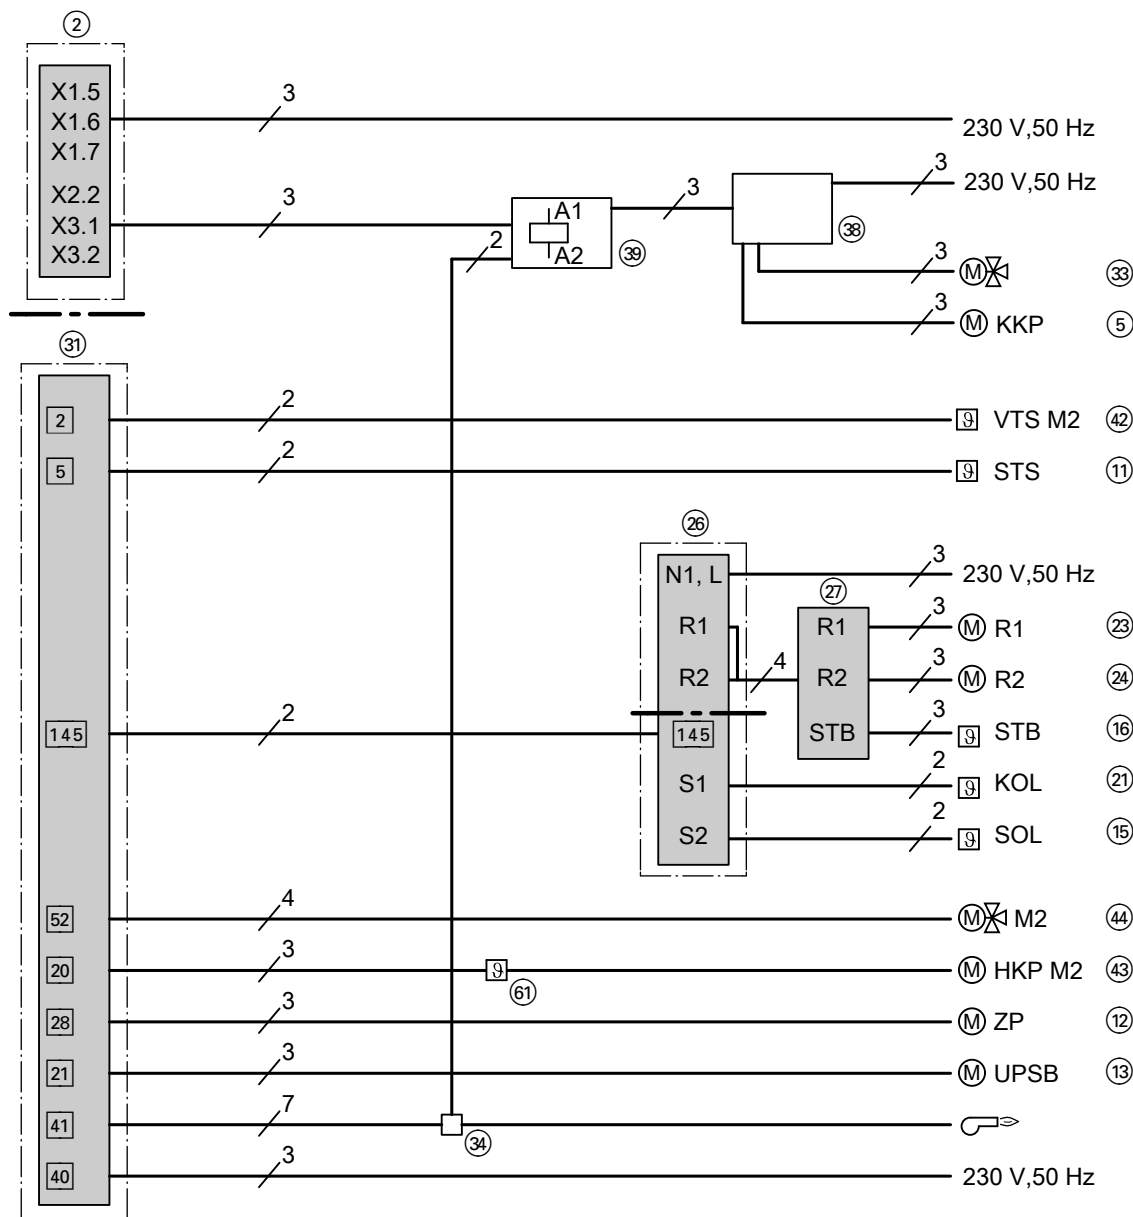 2
X1.5
X1.6
X1.7
X2.2
X3.1
X3.2
3
230 V,50 Hz
3
230 V,50 Hz
3
A1
A2
39
3
38
2
3
M
33
3
M KKP 5
31
2
2
ϑ VTS M2 42
5
2
ϑ STS 11
26
N1, L
3
230 V,50 Hz
27
R1
R1
3
M R1 23
R2
4
R2
3
M R2 24
145
2
145
STB
3
ϑ STB 16
S1
2
ϑ KOL 21
S2
2
ϑ SOL 15
52
4
M M2 44
20
3
ϑ
61
M HKP M2 43
28
3
M ZP 12
21
3
M UPSB 13
41
7
34
40
3
230 V,50 Hz